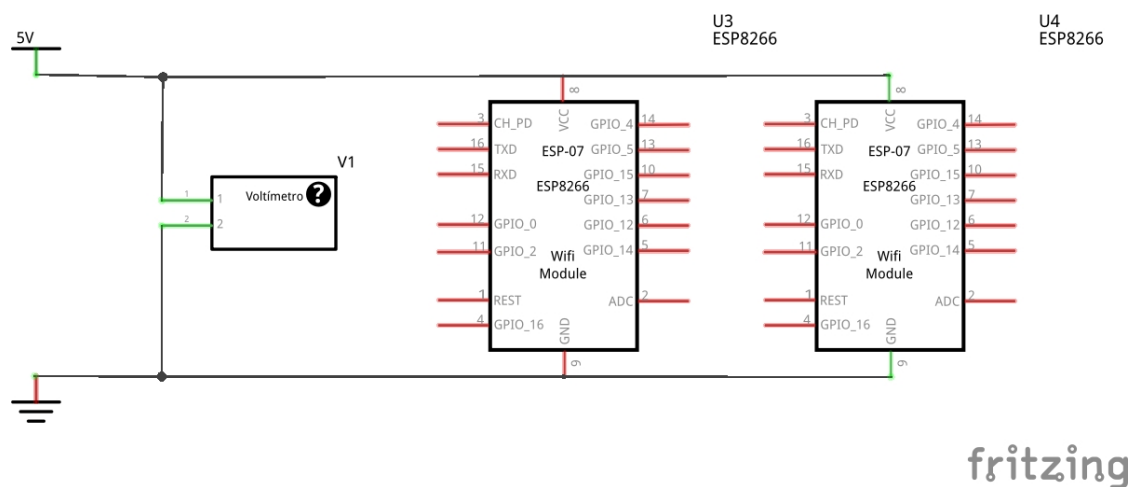 U3
ESP8266
U4
ESP8266
5V
V1
Voltímetro ?
1 1
2 2
8
VCC
3 CH_PD
16 TXD
15 RXD
12 GPIO_0
11 GPIO_2
1 REST
4 GPIO_16
ESP-07
ESP8266
Wifi
Module
GPIO_4 14
GPIO_5 13
GPIO_15 10
GPIO_13 7
GPIO_12 6
GPIO_14 5
ADC 2
GND
9
8
VCC
3 CH_PD
16 TXD
15 RXD
12 GPIO_0
11 GPIO_2
1 REST
4 GPIO_16
ESP-07
ESP8266
Wifi
Module
GPIO_4 14
GPIO_5 13
GPIO_15 10
GPIO_13 7
GPIO_12 6
GPIO_14 5
ADC 2
GND
9
fritzing